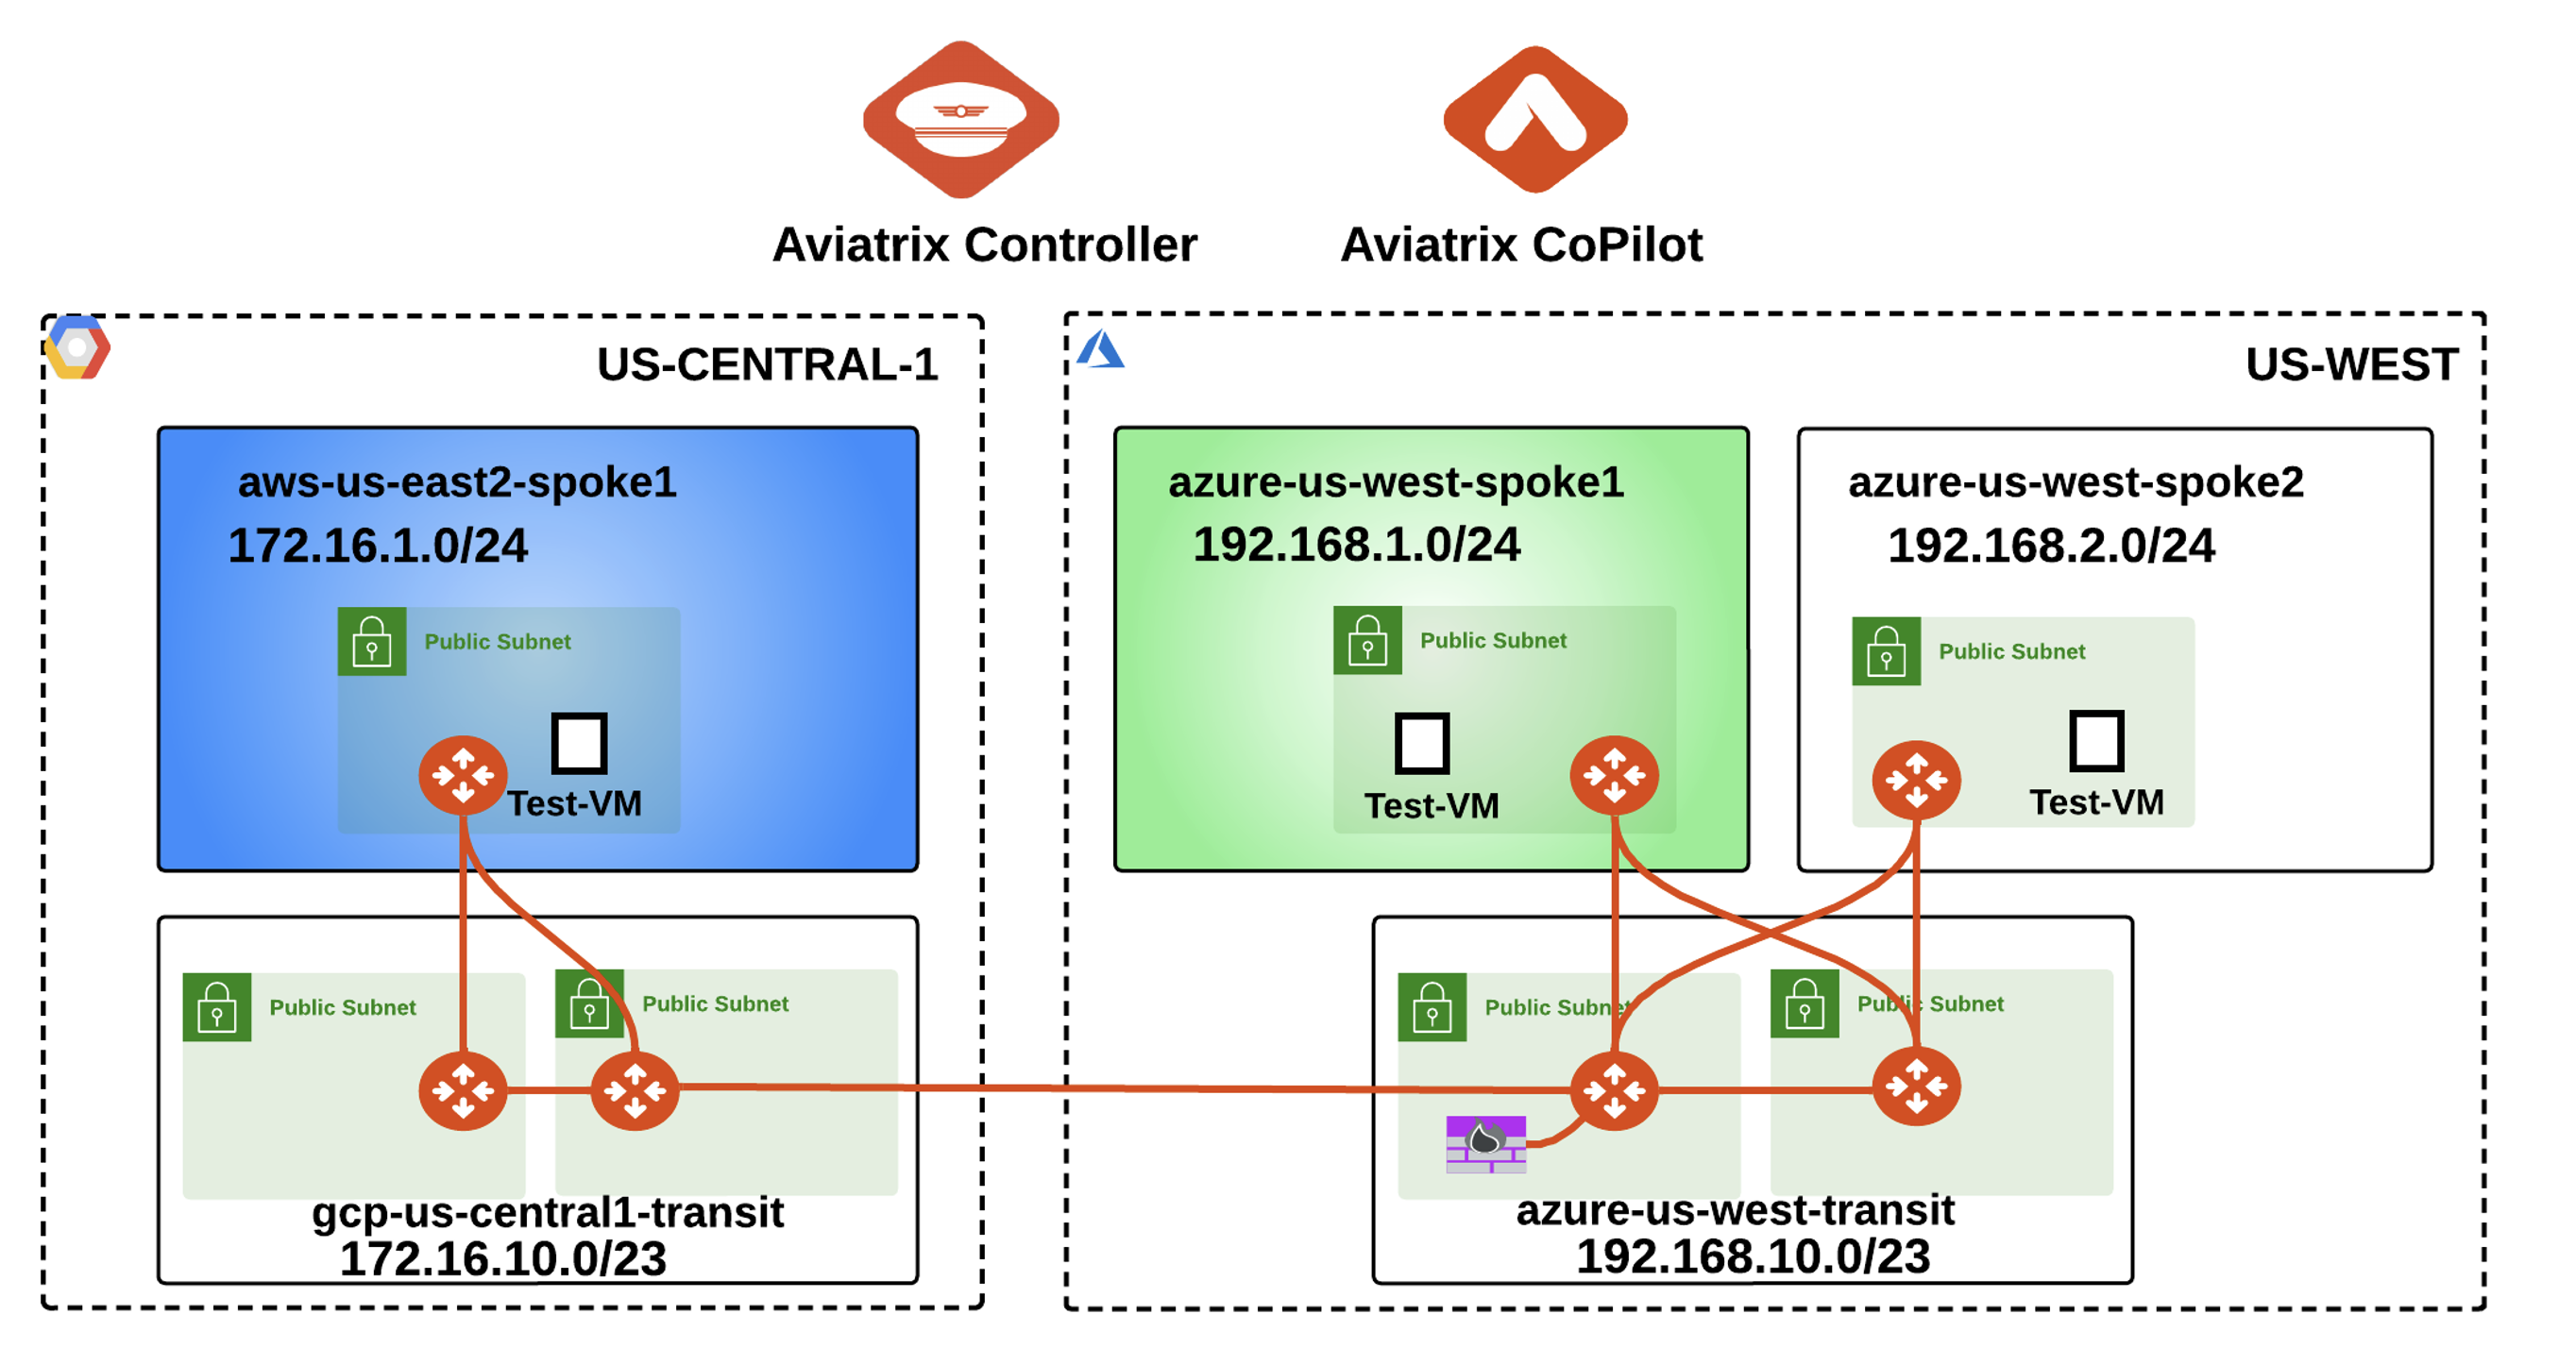 Aviatrix Controller
Aviatrix CoPilot
US-CENTRAL-1
aws-us-east2-spoke1
172.16.1.0/24
Public Subnet
Test-VM
Public Subnet
Public Subnet
gcp-us-central1-transit
172.16.10.0/23
US-WEST
azure-us-west-spoke1
192.168.1.0/24
Public Subnet
Test-VM
azure-us-west-spoke2
192.168.2.0/24
Public Subnet
Test-VM
Public Subnet
Public Subnet
azure-us-west-transit
192.168.10.0/23